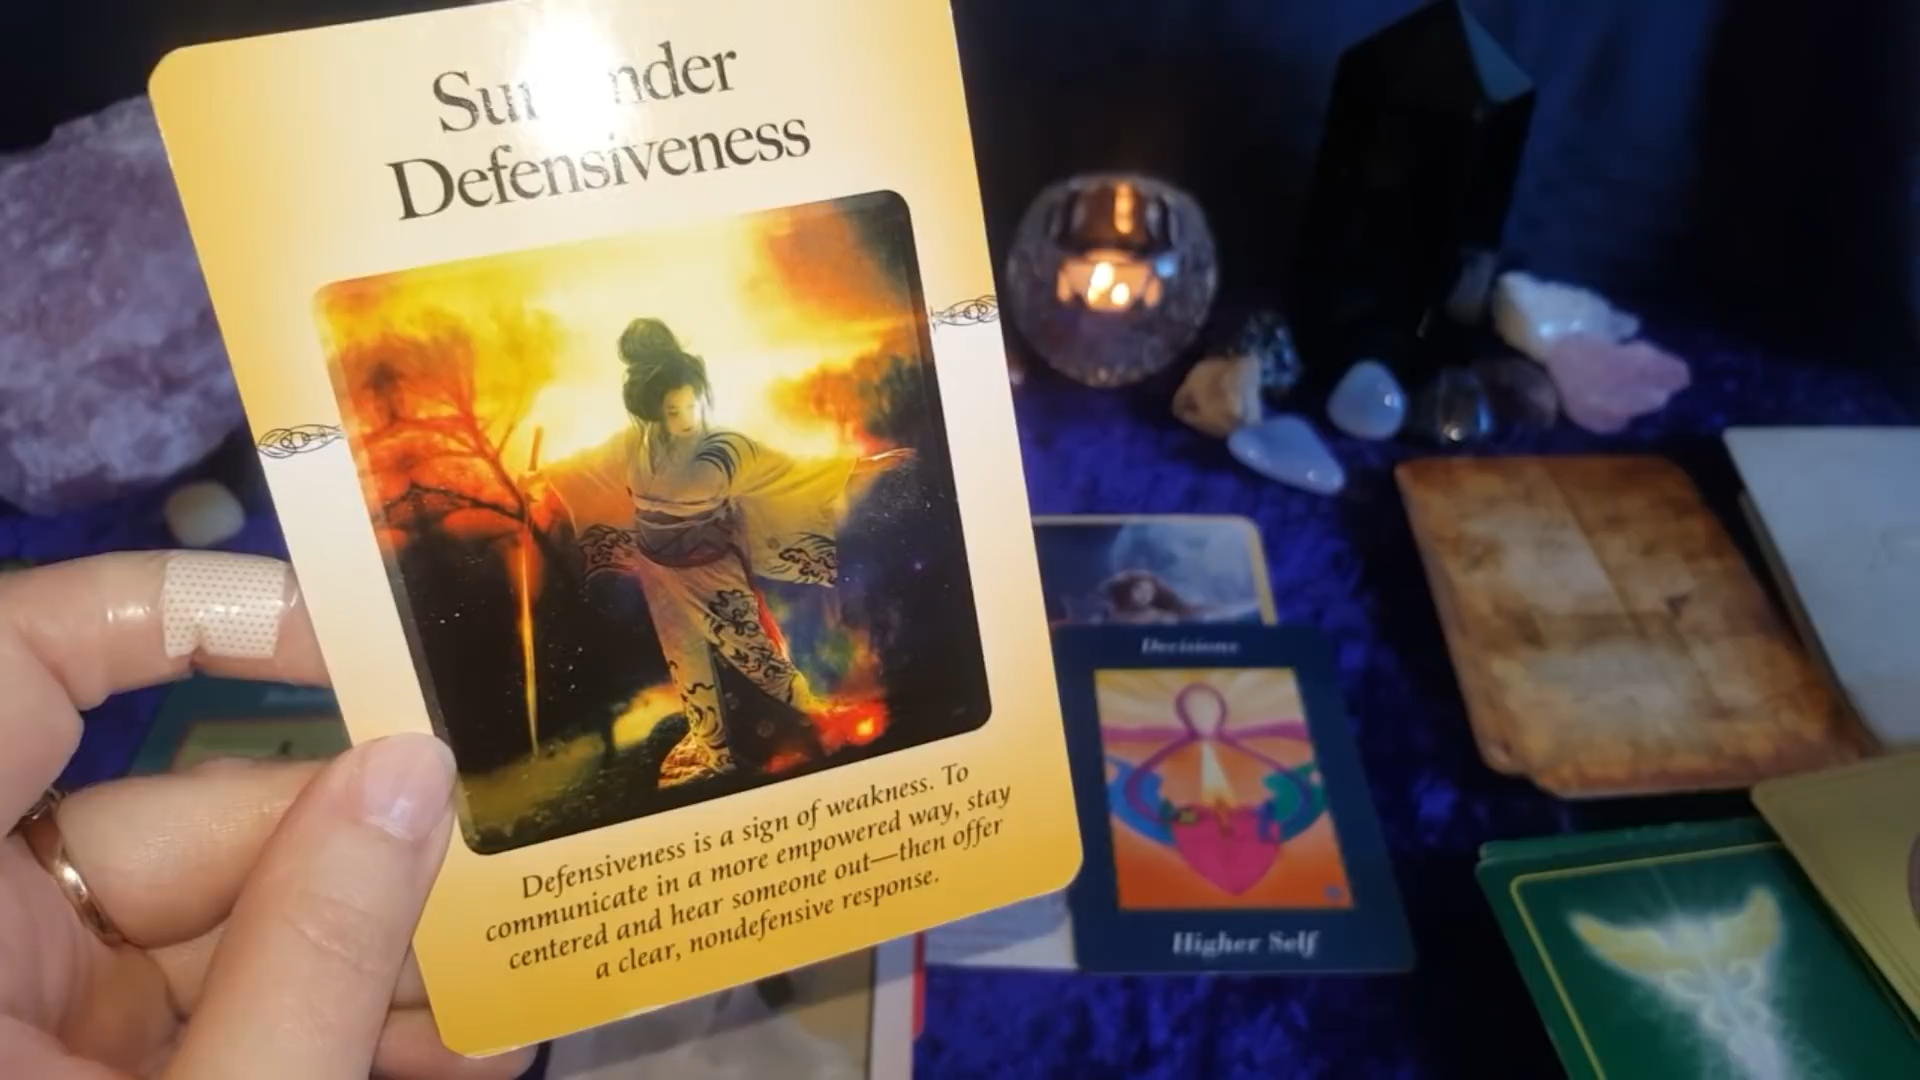 Surrender
Defensiveness
Defensiveness is a sign of weakness. To
communicate in a more empowered way, stay
centered and hear someone out—then offer
a clear, nondefensive response.
Decisions
Higher Self